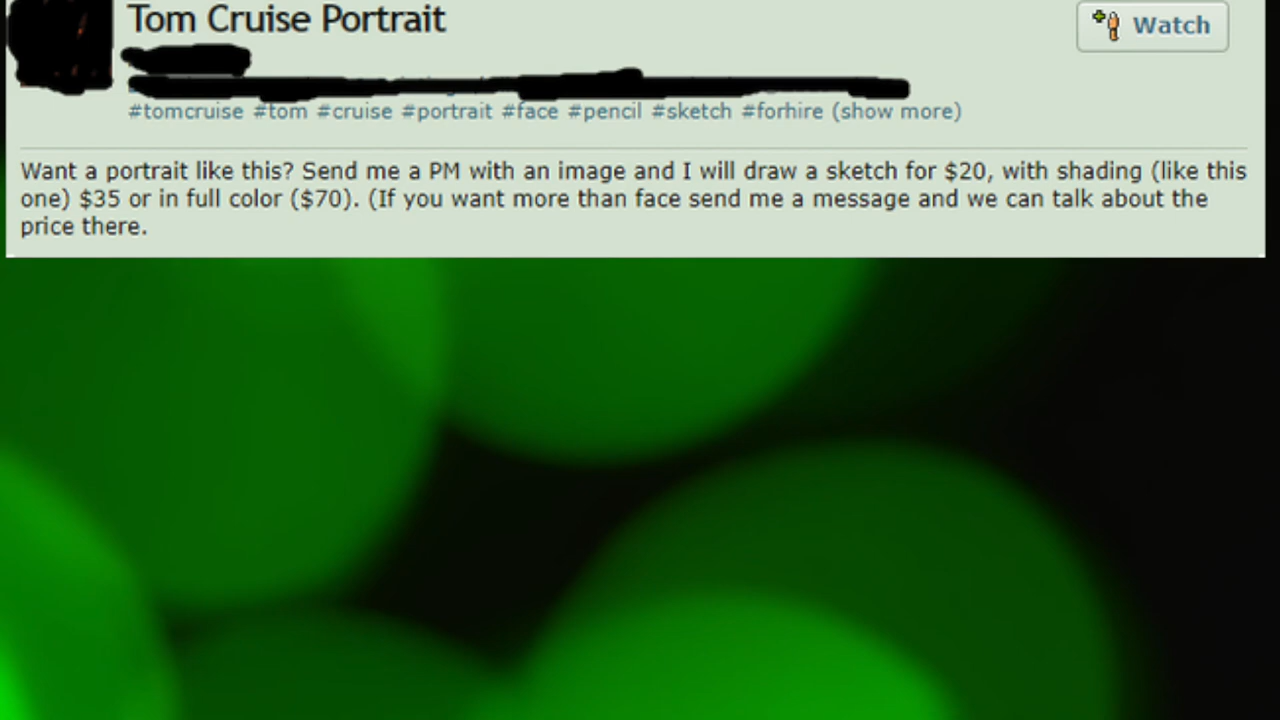 Tom Cruise Portrait
Watch
#tomcruise #tom #cruise #portrait #face #pencil #sketch #forhire (show more)
Want a portrait like this? Send me a PM with an image and I will draw a sketch for $20, with shading (like this
one) $35 or in full color ($70). (If you want more than face send me a message and we can talk about the
price there.